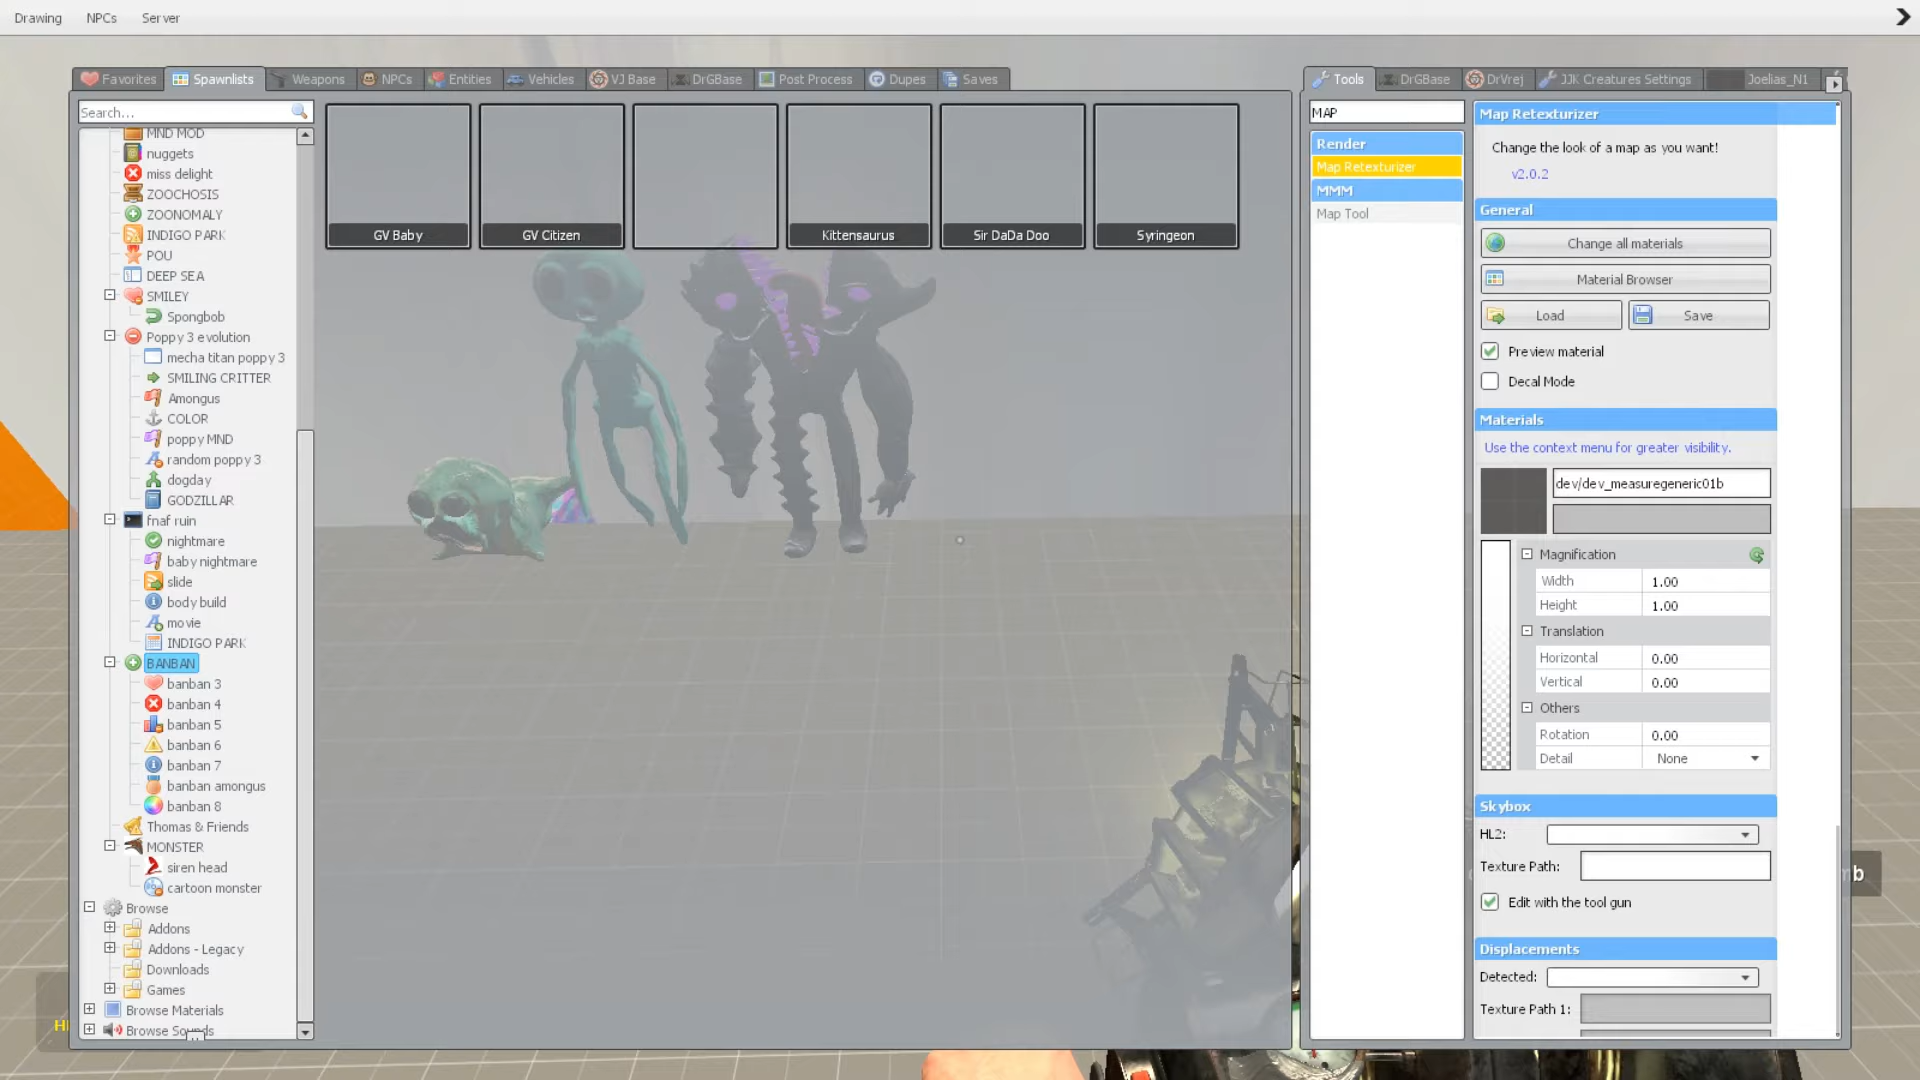 Drawing NPCs Server
Favorites Spawnlists Weapons NPCs Entities Vehicles VJ Base DrGBase Post Process Dupes Saves
Search...
MND MOD
nuggets
miss delight
ZOOCHOSIS
ZOONOMALY
INDIGO PARK
POU
DEEP SEA
SMILEY
Spongbob
Poppy 3 evolution
mecha titan poppy 3
SMILING CRITTER
Amongus
COLOR
poppy MND
random poppy 3
dogday
GODZILLAR
fnaf ruin
nightmare
baby nightmare
slide
body build
movie
INDIGO PARK
BANBAN
banban 3
banban 4
banban 5
banban 6
banban 7
banban amongus
banban 8
Thomas & Friends
MONSTER
siren head
cartoon monster
Browse
Addons
Addons - Legacy
Downloads
Games
Browse Materials
Browse Sounds
GV Baby GV Citizen Kittensaurus Sir DaDa Doo Syringeon
Tools DrGBase DrVrej JJK Creatures Settings Joelias_N1
MAP
Render
Map Retexturizer
MMM
Map Tool
Map Retexturizer
Change the look of a map as you want!
v2.0.2
General
Change all materials
Material Browser
Load Save
Preview material
Decal Mode
Materials
Use the context menu for greater visibility.
dev/dev_measuregeneric01b
Magnification
Width 1.00
Height 1.00
Translation
Horizontal 0.00
Vertical 0.00
Others
Rotation 0.00
Detail None
Skybox
HL2:
Texture Path:
Edit with the tool gun
Displacements
Detected:
Texture Path 1: